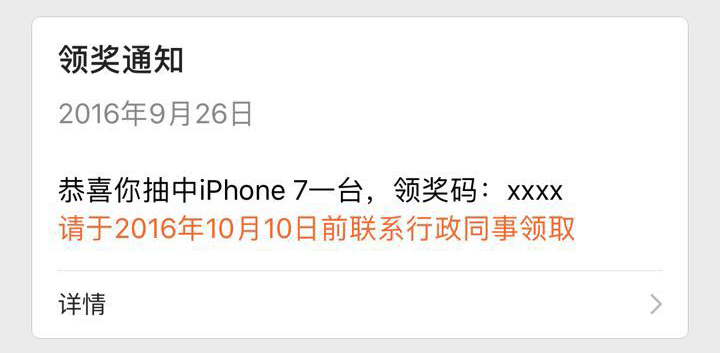 领奖通知
2016年9月26日
恭喜你抽中iPhone 7一台，领奖码：xxxx
请于2016年10月10日前联系行政同事领取
详情